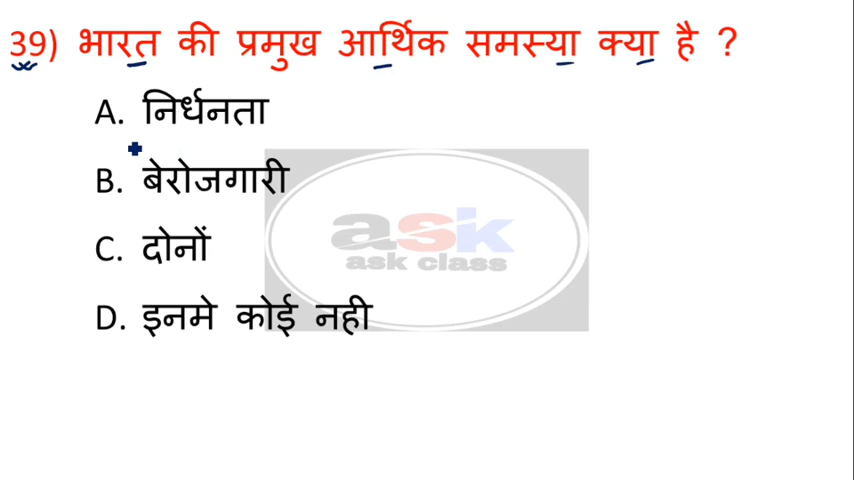 39) भारत की प्रमुख आर्थिक समस्या क्या है ?
A. निर्धनता
B. बेरोजगारी
C. दोनों
D. इनमे कोई नही
ask
ask class